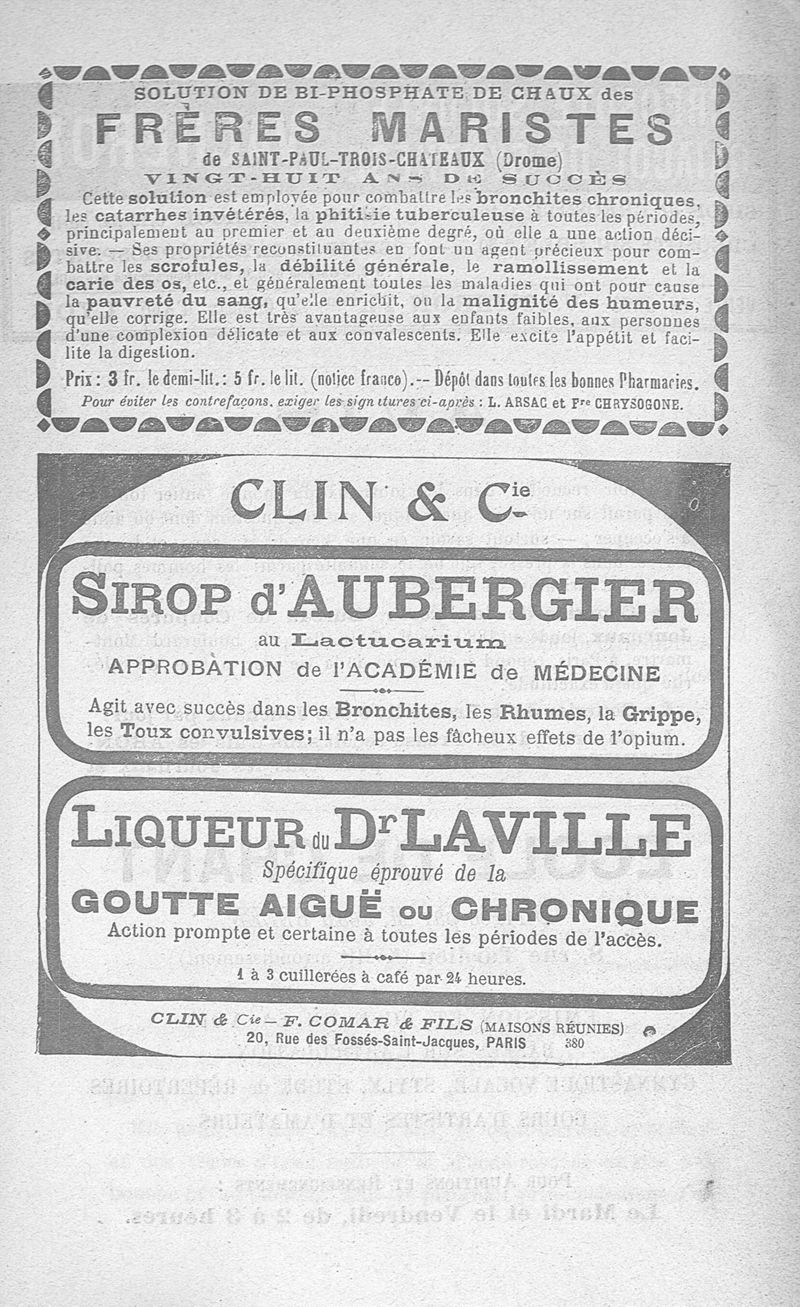 SOLUTION DE BI-PHOSPHATE DE CHAUX des
FRÈRES MARISTES
de SAINT-PAUL-TROIS-CHATEAUX (Drome)
VINGT-HUIT ANS DE SUCCÈS
Cette solution est employée pour combattre les bronchites chroniques,
les catarrhes invétérés, la phitisie tuberculeuse à toutes les périodes,
principalement au premier et au deuxième degré, où elle a une action déci-
sive. — Ses propriétés reconstituantes en font un agent précieux pour com-
battre les scrofules, la débilité générale, le ramollissement et la
carie des os, etc., et généralement toutes les maladies qui ont pour cause
la pauvreté du sang, qu'elle enrichit, ou la malignité des humeurs,
qu'elle corrige. Elle est très avantageuse aux enfants faibles, aux personnes
d'une complexion délicate et aux convalescents. Elle excite l'appétit et faci-
lite la digestion.
Prix : 3 fr. le demi-lit.: 5 fr. le lit. (notice franco).-- Dépôt dans toutes les bonnes Pharmacies.
Pour éviter les contrefaçons. exiger les signatures ci-après : L. ARSAC et Fre CHRYSOGONE.
CLIN & Cie
SIROP d'AUBERGIER
au Lactucarium
APPROBATION de l'ACADÉMIE de MÉDECINE
Agit avec succès dans les Bronchites, les Rhumes, la Grippe,
les Toux convulsives; il n'a pas les fâcheux effets de l'opium.
LIQUEUR du Dr LAVILLE
Spécifique éprouvé de la
GOUTTE AIGUË OU CHRONIQUE
Action prompte et certaine à toutes les périodes de l'accès.
1 à 3 cuillerées à café par 24 heures.
CLIN & Cie — F. COMAR & FILS (MAISONS RÉUNIES)
20, Rue des Fossés-Saint-Jacques, PARIS 380